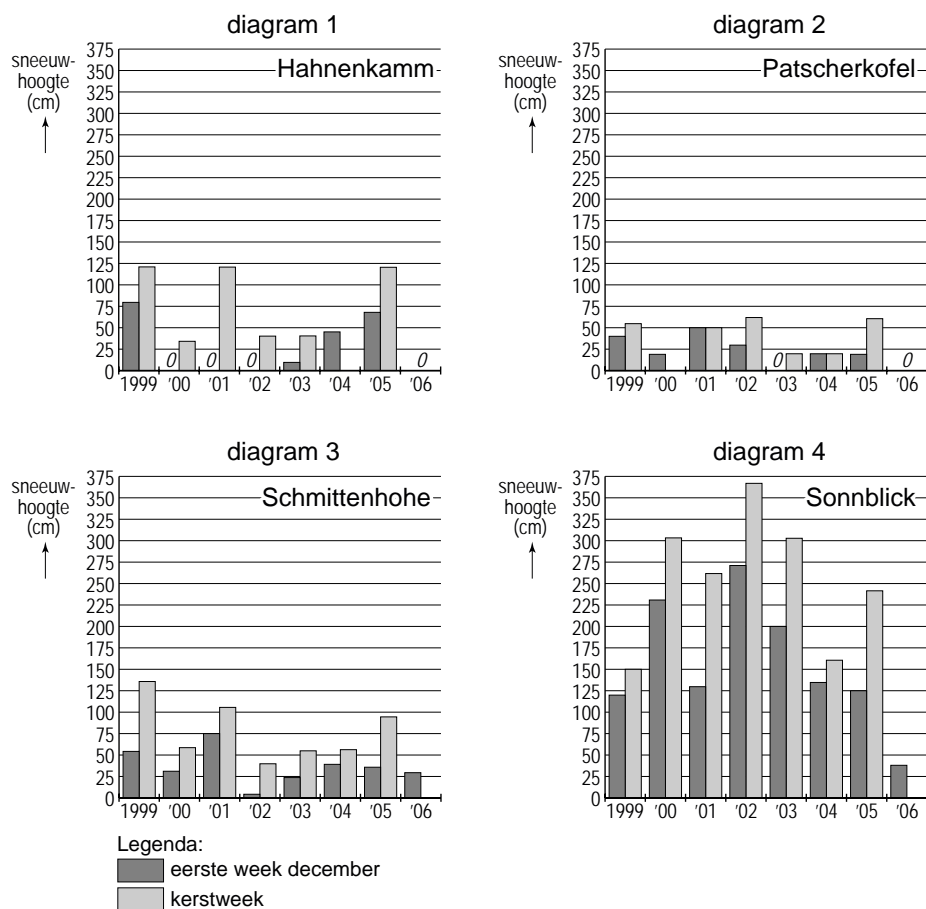 diagram 1
sneeuw-
hoogte
(cm)
Hahnenkamm
375
350
325
300
275
250
225
200
175
150
125
100
75
50
25
0
0 0 0 0
1999 '00 '01 '02 '03 '04 '05 '06
diagram 2
sneeuw-
hoogte
(cm)
Patscherkofel
375
350
325
300
275
250
225
200
175
150
125
100
75
50
25
0
0 0
1999 '00 '01 '02 '03 '04 '05 '06
diagram 3
sneeuw-
hoogte
(cm)
Schmittenhohe
375
350
325
300
275
250
225
200
175
150
125
100
75
50
25
0
1999 '00 '01 '02 '03 '04 '05 '06
diagram 4
sneeuw-
hoogte
(cm)
Sonnblick
375
350
325
300
275
250
225
200
175
150
125
100
75
50
25
0
1999 '00 '01 '02 '03 '04 '05 '06
Legenda:
eerste week december
kerstweek